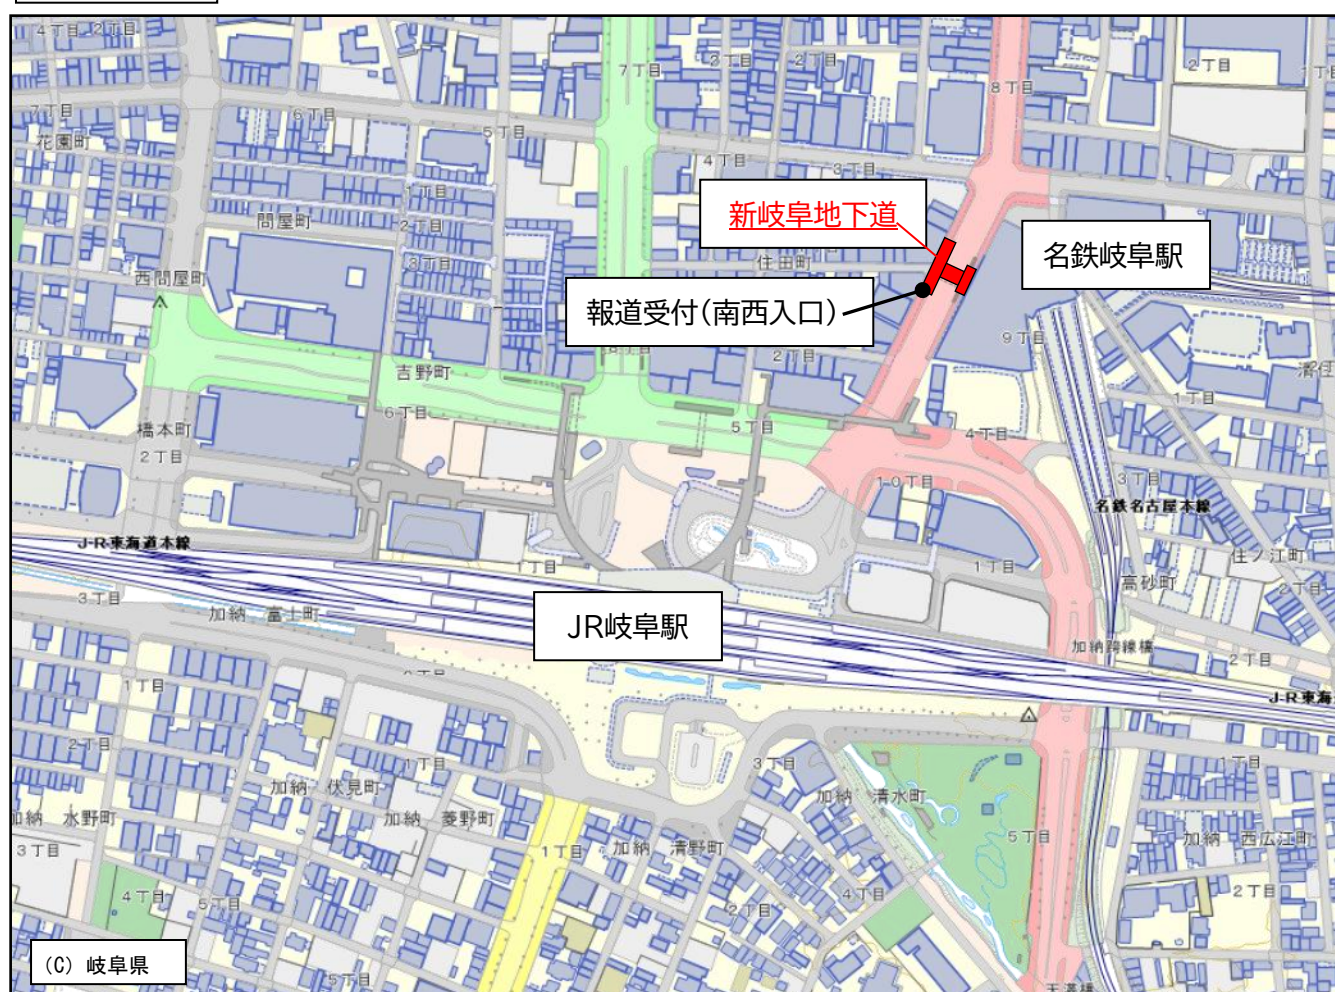 4丁目
2丁目
7丁目
2丁目
2丁目
8丁目
2丁目
7丁目
花園町
6丁目
5丁目
4丁目
3丁目
1丁目
問屋町
2丁目
3丁目
西問屋町
新岐阜地下道
住田町
名鉄岐阜駅
報道受付(南西入口)
9丁目
2丁目
吉野町
1丁目
6丁目
5丁目
4丁目
橋本町
2丁目
10丁目
3丁目
名鉄名古屋本線
JR東海道本線
1丁目
1丁目
住ノ江町
高砂町
2丁目
3丁目
加納 富士町
JR岐阜駅
加納跨線橋
2丁目
1丁目
JR東海
2丁目
1丁目
3丁目
1丁目
加納 伏見町
加納 清水町
加納 水野町
加納 菱野町
3丁目
1丁目
加納 清野町
5丁目
加納 西広江町
4丁目
5丁目
2丁目
4丁目
2丁目
(C) 岐阜県
5丁目
天満橋